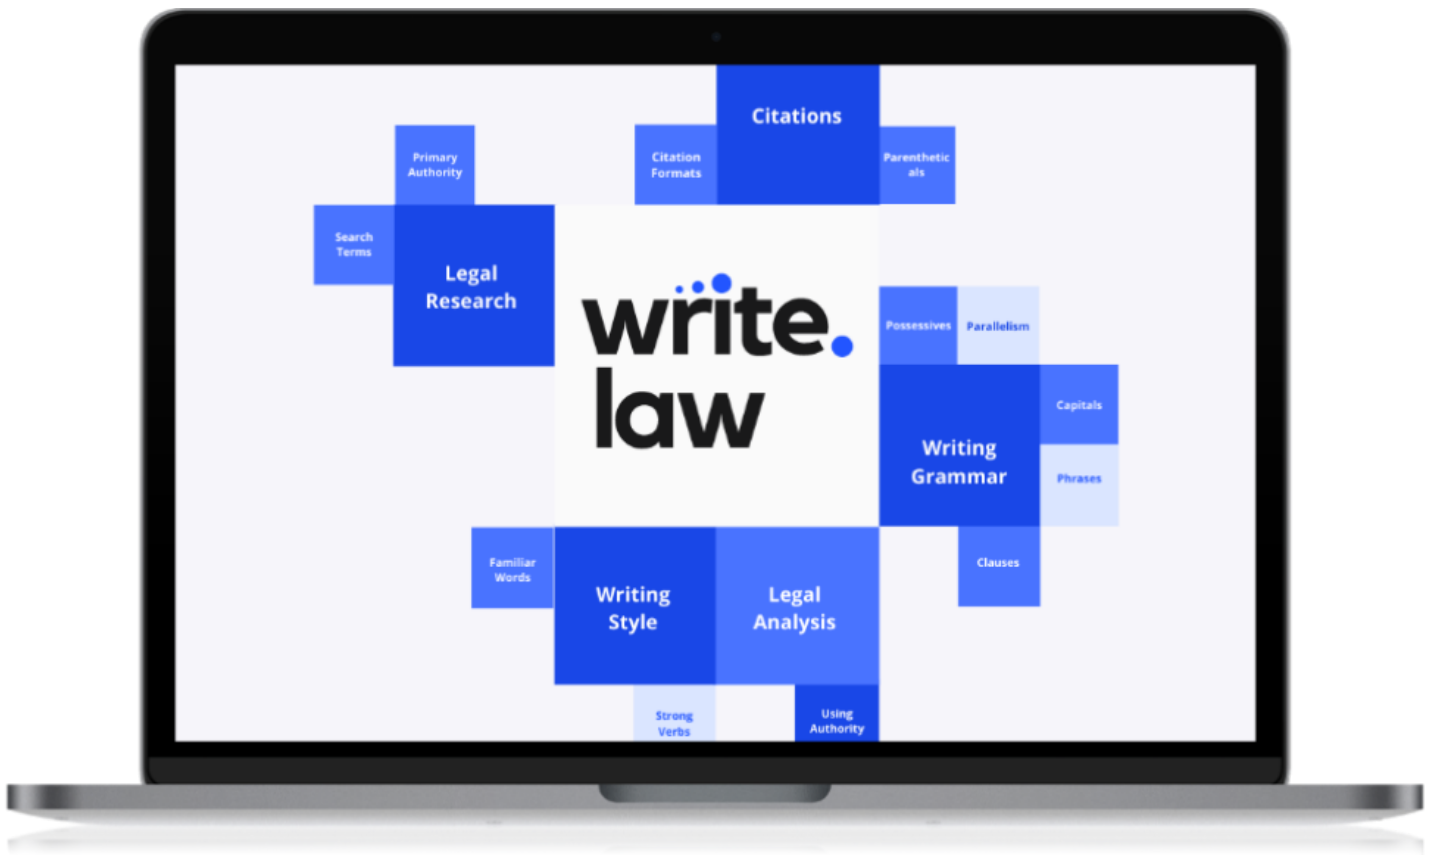 Citations
Primary
Authority
Citation
Formats
Parenthetic
als
Search
Terms
Legal
Research
write.
law
Possessives
Parallelism
Capitals
Writing
Grammar
Phrases
Familiar
Words
Writing
Style
Legal
Analysis
Clauses
Strong
Verbs
Using
Authority